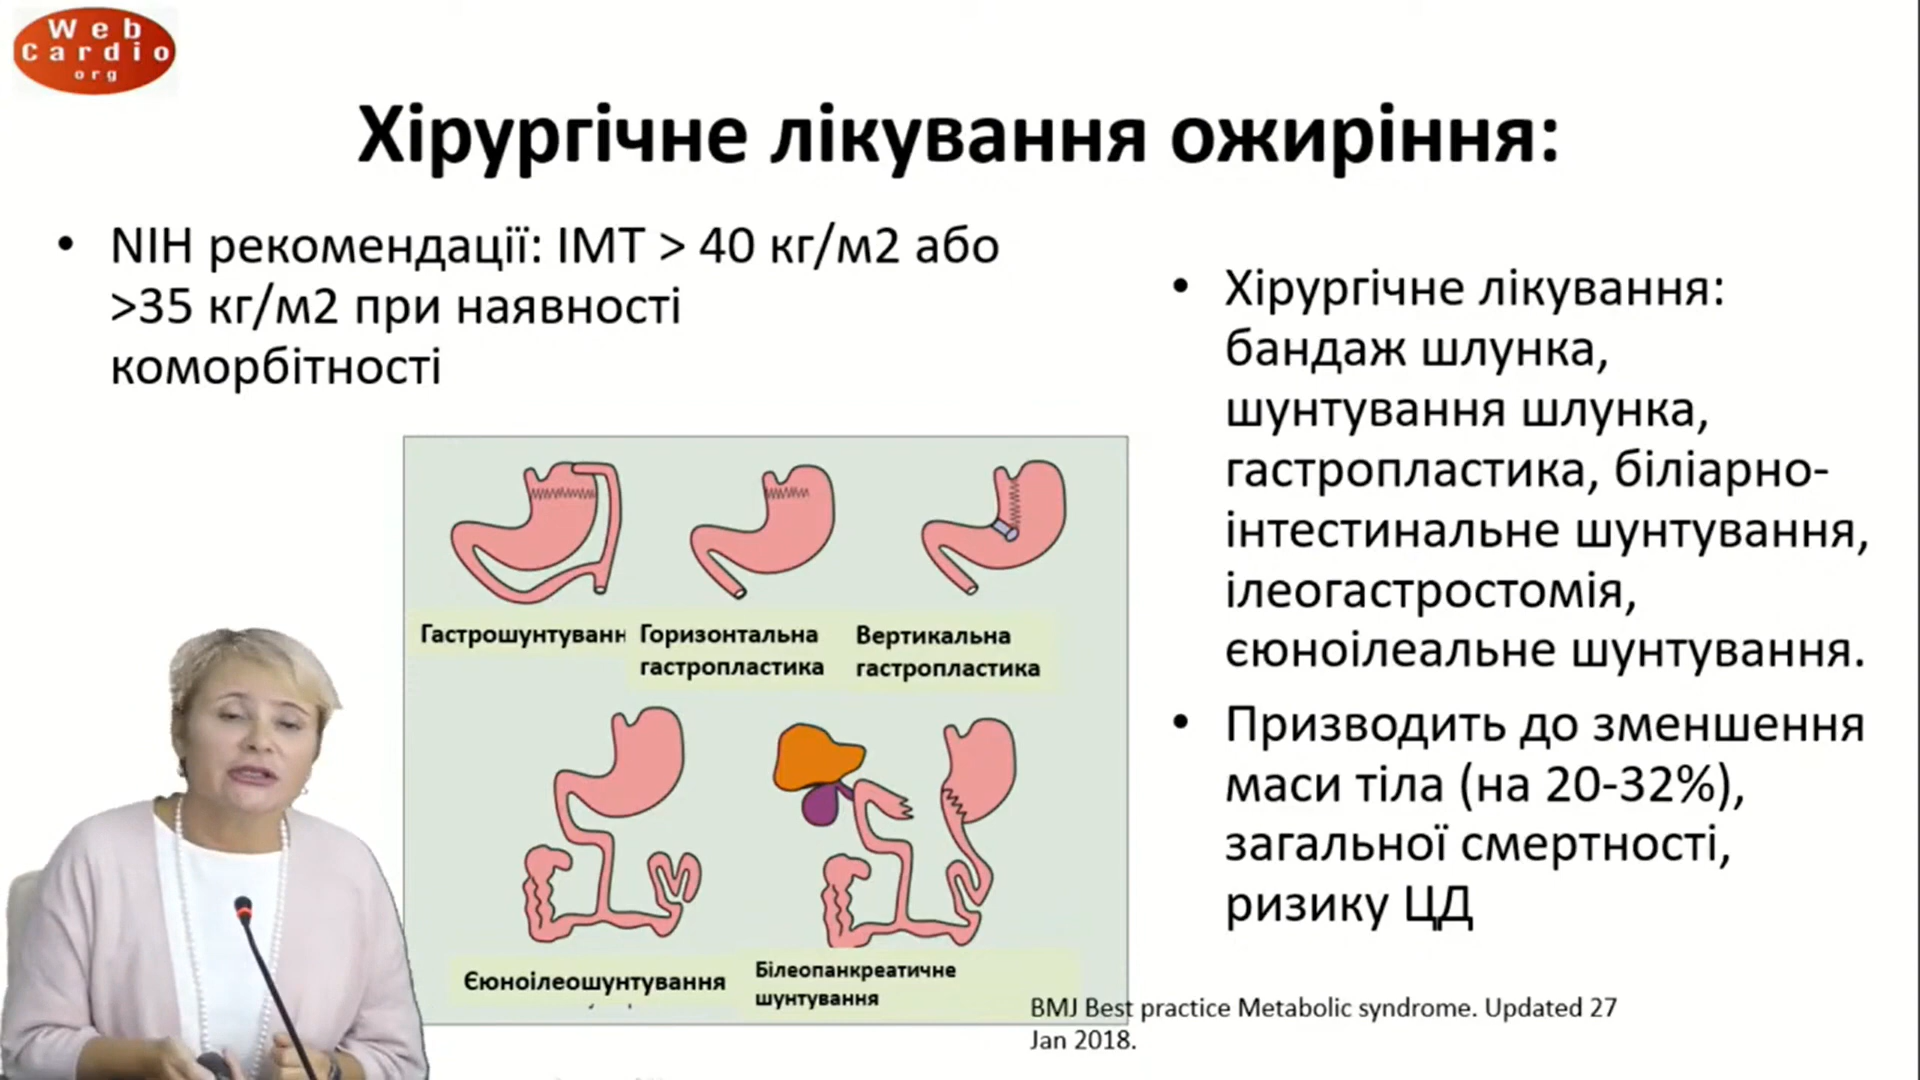 Web
Cardio
org
Хірургічне лікування ожиріння:
• NIH рекомендації: ІМТ > 40 кг/м2 або
>35 кг/м2 при наявності
коморбітності
Гастрошунтуванн
Горизонтальна
гастропластика
Вертикальна
гастропластика
Єюноілеошунтування
Білеопанкреатичне
шунтування
• Хірургічне лікування:
бандаж шлунка,
шунтування шлунка,
гастропластика, біліарно-
інтестинальне шунтування,
ілеогастростомія,
єюноілеальне шунтування.
• Призводить до зменшення
маси тіла (на 20-32%),
загальної смертності,
ризику ЦД
BMJ Best practice Metabolic syndrome. Updated 27
Jan 2018.